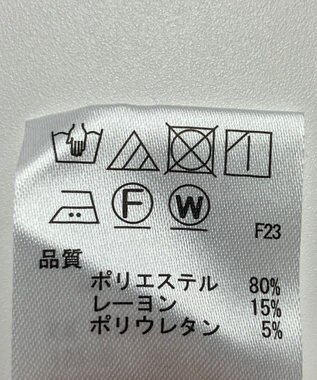 F W
F23
品質
ポリエステル 80%
レーヨン 15%
ポリウレタン 5%